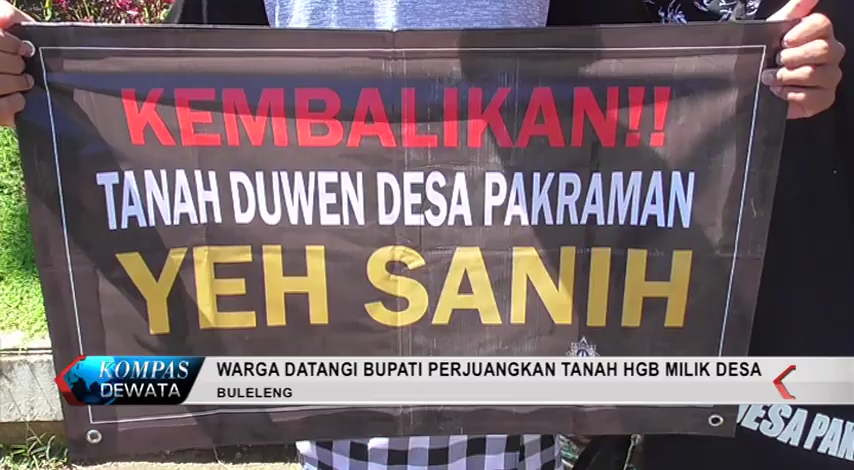 KEMBALIKAN!!
TANAH DUWEN DESA PAKRAMAN
YEH SANIH
KOMPAS
DEWATA
WARGA DATANGI BUPATI PERJUANGKAN TANAH HGB MILIK DESA
BULELENG
DESA PAK